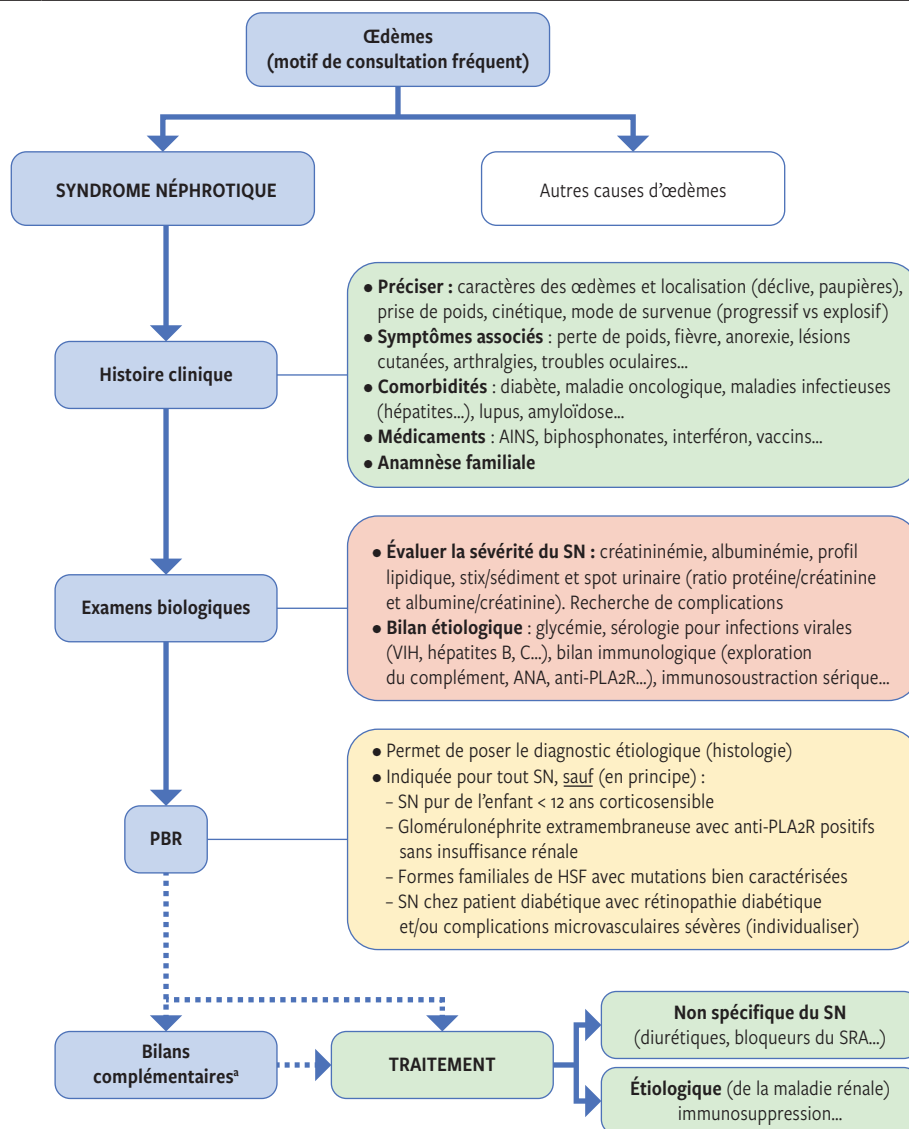 Œdèmes
(motif de consultation fréquent)
SYNDROME NÉPHROTIQUE
Autres causes d'œdèmes
Histoire clinique
● Préciser : caractères des œdèmes et localisation (déclive, paupières),
prise de poids, cinétique, mode de survenue (progressif vs explosif)
● Symptômes associés : perte de poids, fièvre, anorexie, lésions
cutanées, arthralgies, troubles oculaires...
● Comorbidités : diabète, maladie oncologique, maladies infectieuses
(hépatites...), lupus, amyloïdose...
● Médicaments : AINS, biphosphonates, interféron, vaccins...
● Anamnèse familiale
Examens biologiques
● Évaluer la sévérité du SN : créatininémie, albuminémie, profil
lipidique, stix/sédiment et spot urinaire (ratio protéine/créatinine
et albumine/créatinine). Recherche de complications
● Bilan étiologique : glycémie, sérologie pour infections virales
(VIH, hépatites B, C...), bilan immunologique (exploration
du complément, ANA, anti-PLA2R...), immunosoustraction sérique...
PBR
● Permet de poser le diagnostic étiologique (histologie)
● Indiquée pour tout SN, sauf (en principe) :
– SN pur de l'enfant < 12 ans corticosensible
– Glomérulonéphrite extramembraneuse avec anti-PLA2R positifs
sans insuffisance rénale
– Formes familiales de HSF avec mutations bien caractérisées
– SN chez patient diabétique avec rétinopathie diabétique
et/ou complications microvasculaires sévères (individualiser)
Bilans
complémentairesª
TRAITEMENT
Non spécifique du SN
(diurétiques, bloqueurs du SRA...)
Étiologique (de la maladie rénale)
immunosuppression...